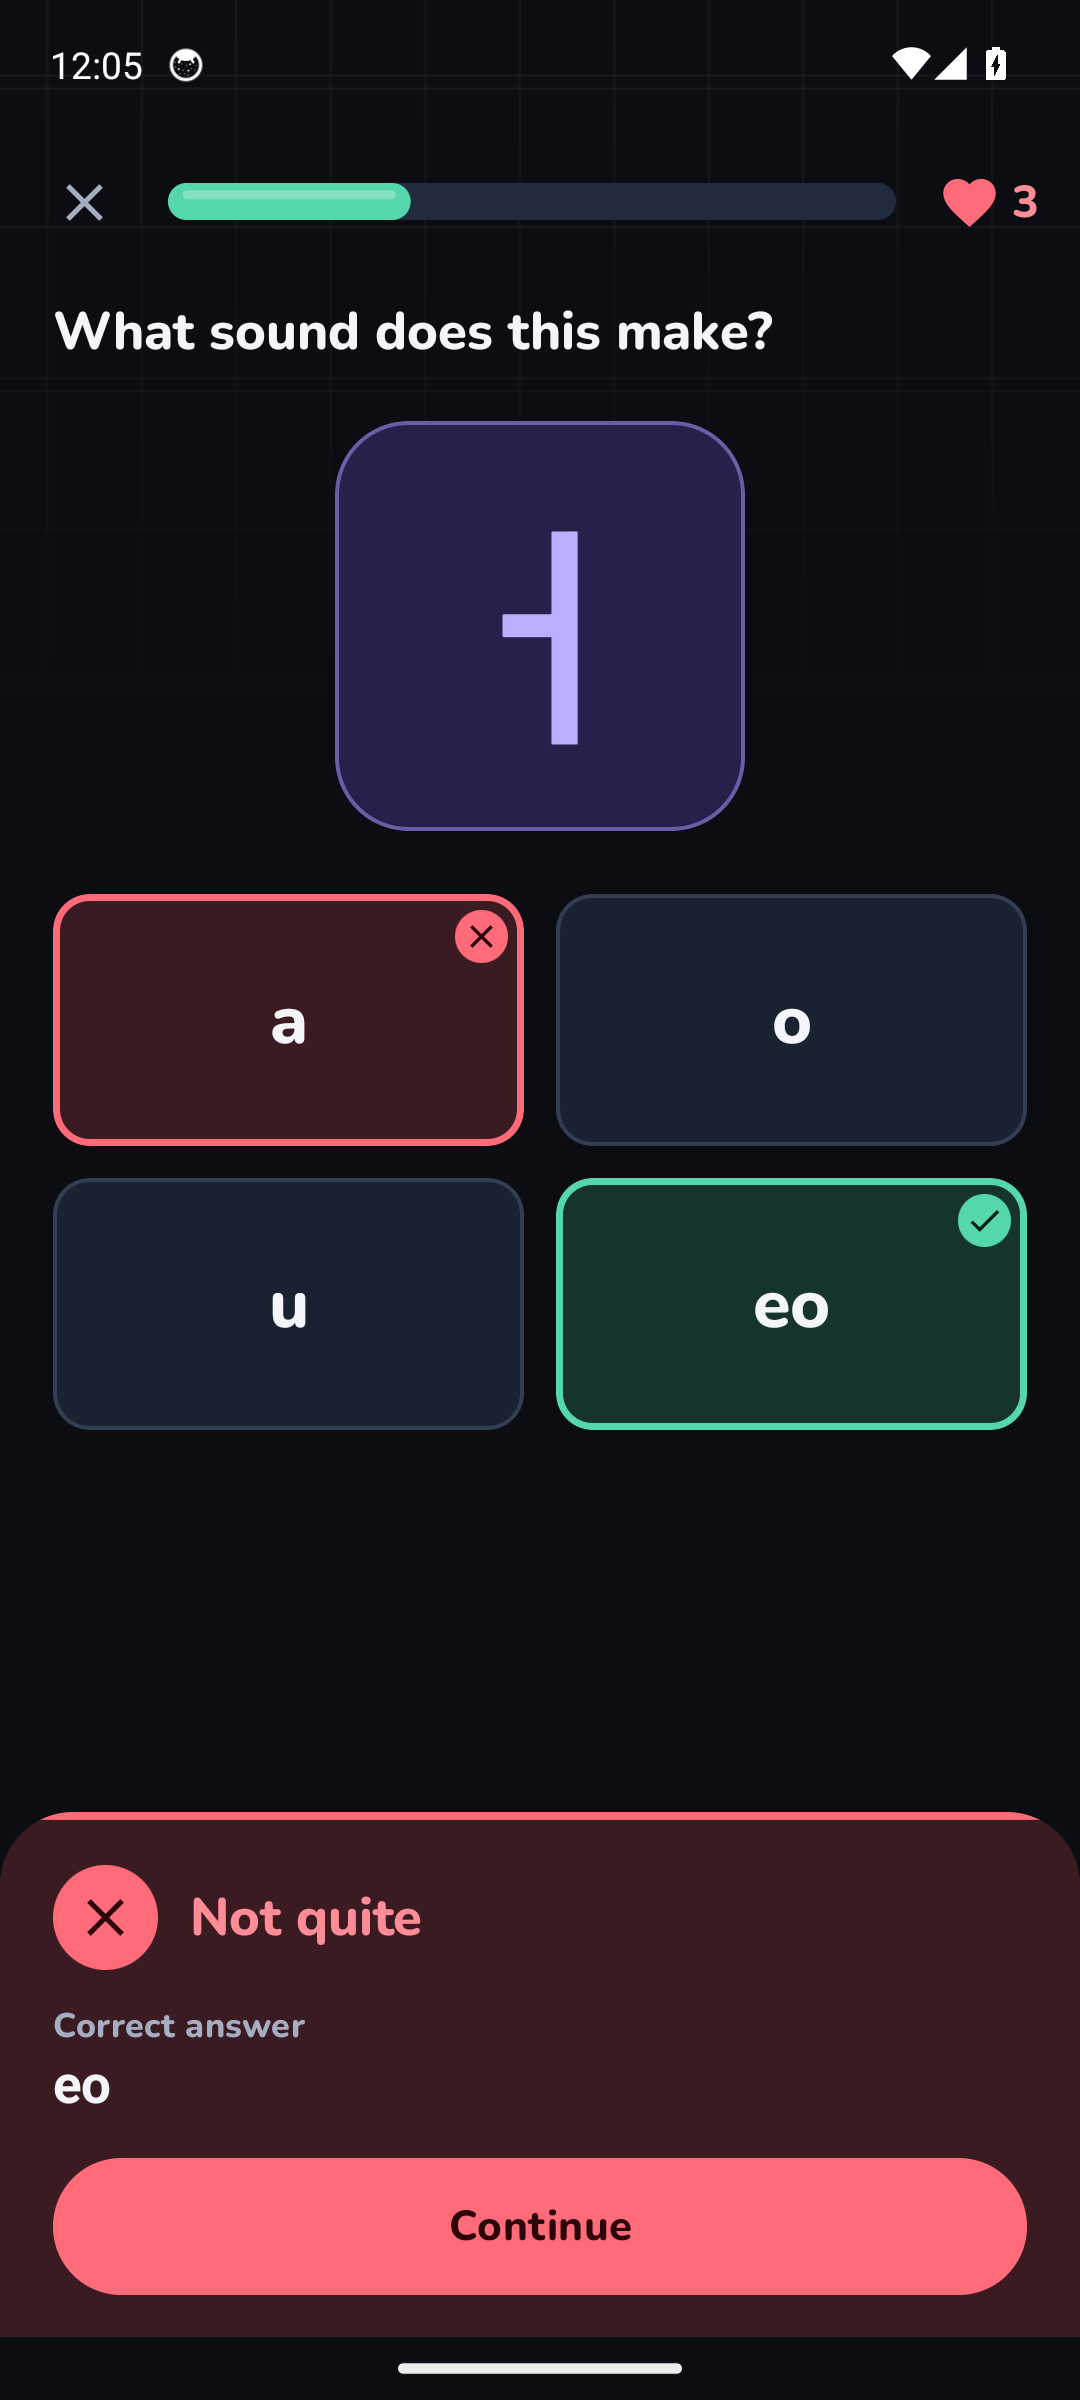 12:05
3
What sound does this make?
ㅓ
a
o
u
eo
Not quite
Correct answer
eo
Continue